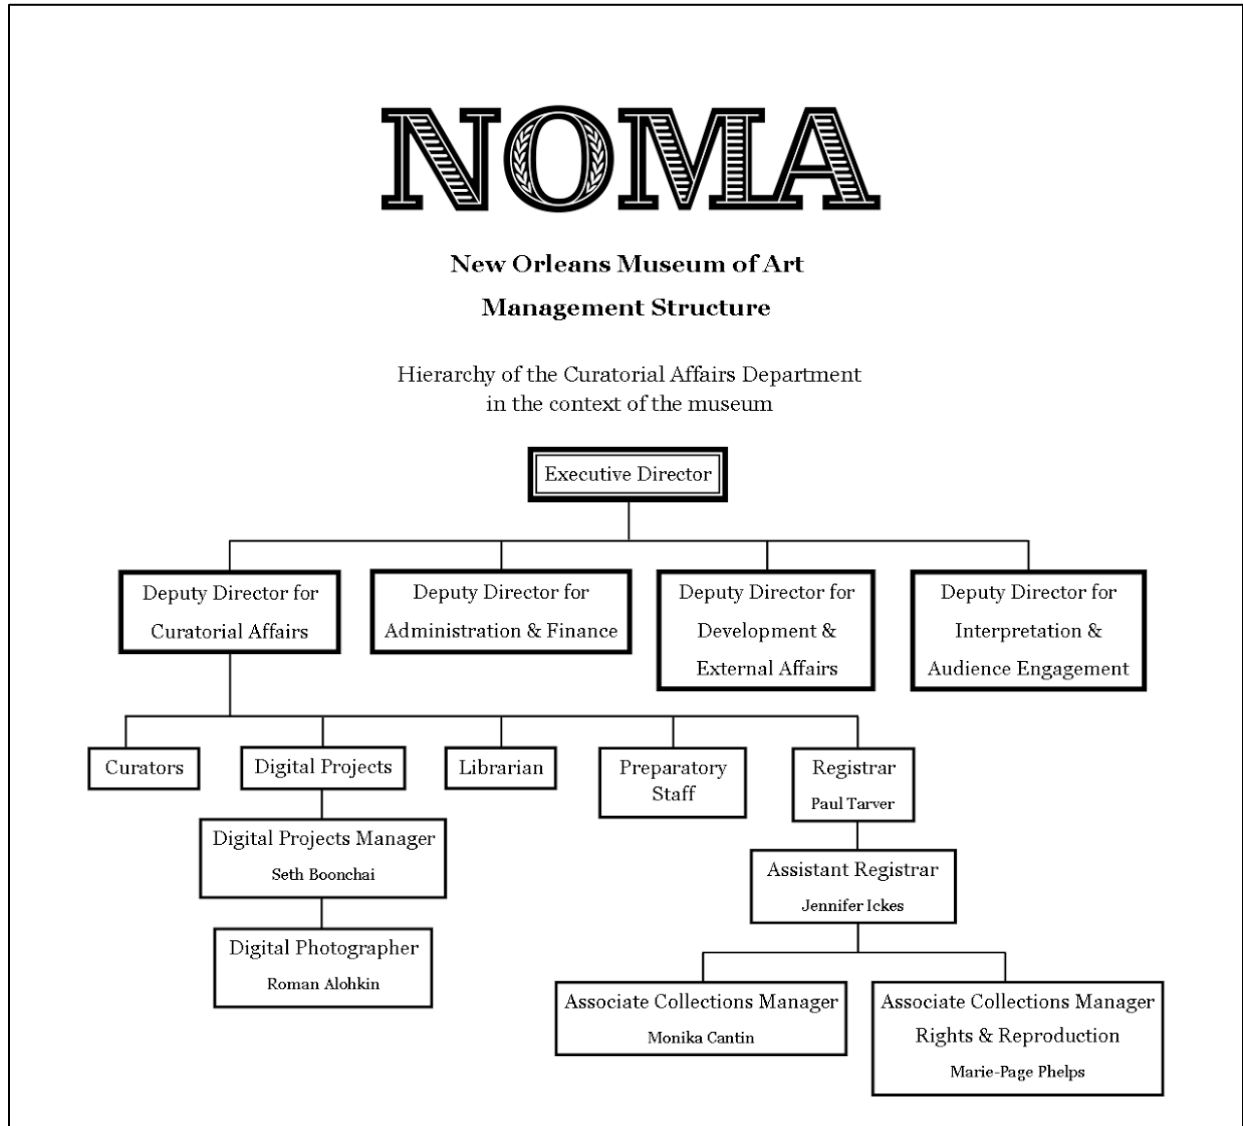 NOMA
New Orleans Museum of Art
Management Structure
Hierarchy of the Curatorial Affairs Department
in the context of the museum
Executive Director
Deputy Director for
Curatorial Affairs
Deputy Director for
Administration & Finance
Deputy Director for
Development &
External Affairs
Deputy Director for
Interpretation &
Audience Engagement
Curators
Digital Projects
Librarian
Preparatory
Staff
Registrar
Paul Tarver
Digital Projects Manager
Seth Boonchai
Assistant Registrar
Jennifer Ickes
Digital Photographer
Roman Alohkin
Associate Collections Manager
Monika Cantin
Associate Collections Manager
Rights & Reproduction
Marie-Page Phelps